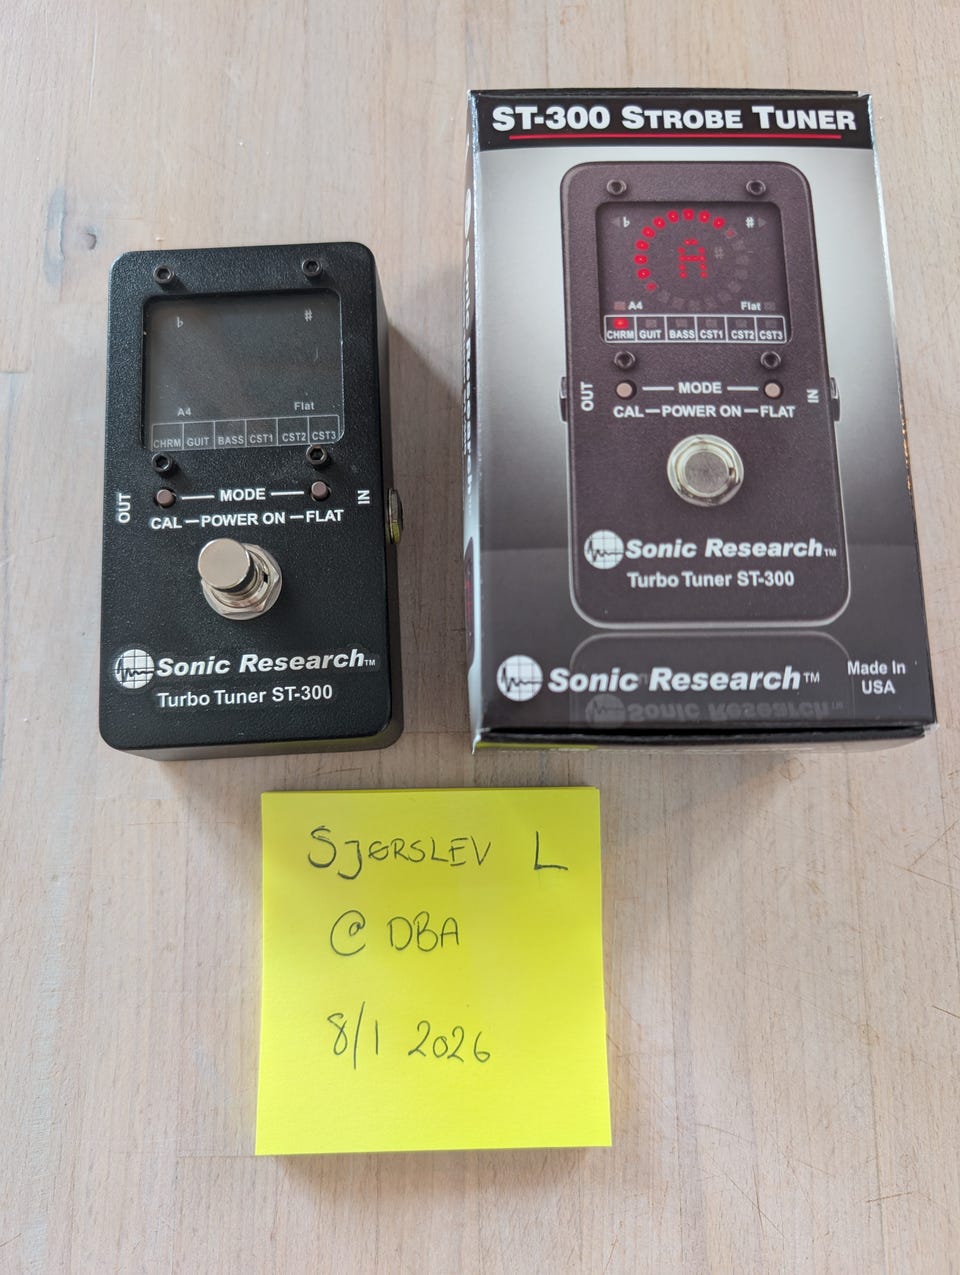 ♭ ♯
A4 Flat
CHRM GUIT BASS CST1 CST2 CST3
OUT MODE IN
CAL — POWER ON — FLAT
Sonic Research™
Turbo Tuner ST-300
ST-300 STROBE TUNER
♭ ♯
A ♯
A4 Flat
CHRM GUIT BASS CST1 CST2 CST3
OUT MODE IN
CAL — POWER ON — FLAT
Sonic Research™
Turbo Tuner ST-300
Sonic Research™
Made In
USA
SJØRSLEV L
@ DBA
8/1 2026